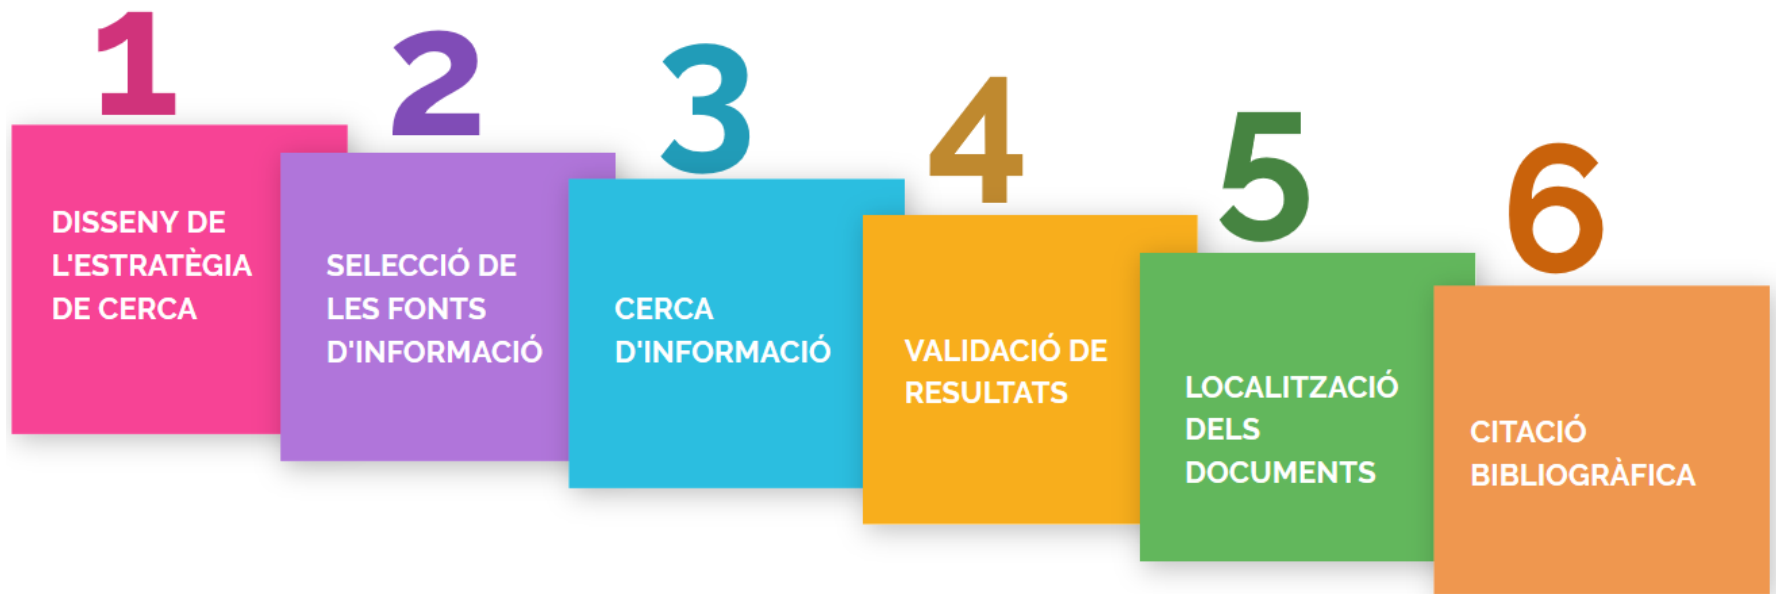 1
DISSENY DE
L'ESTRATÈGIA
DE CERCA
2
SELECCIÓ DE
LES FONTS
D'INFORMACIÓ
3
CERCA
D'INFORMACIÓ
4
VALIDACIÓ DE
RESULTATS
5
LOCALITZACIÓ
DELS
DOCUMENTS
6
CITACIÓ
BIBLIOGRÀFICA